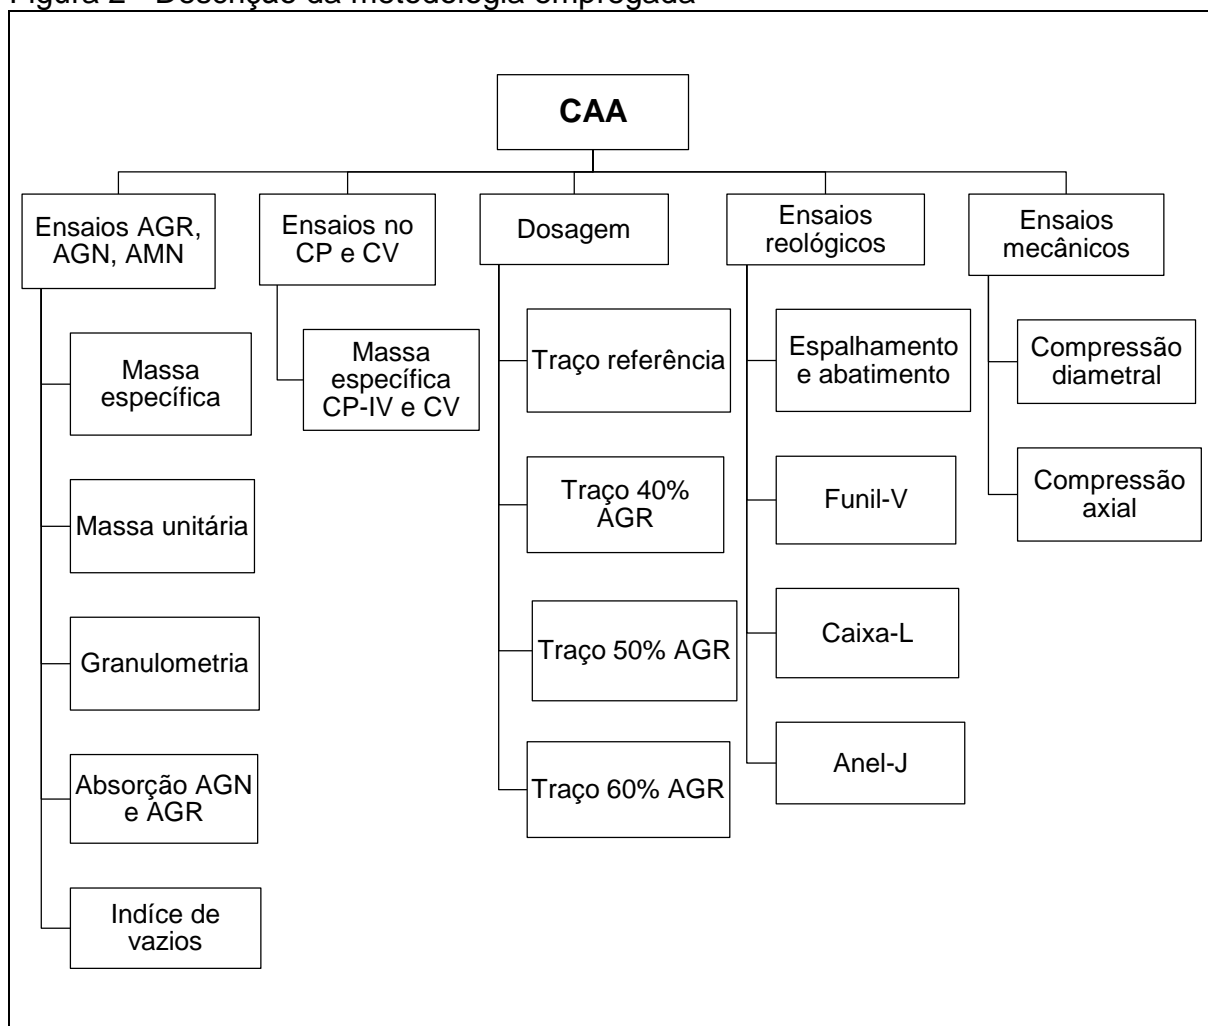 Figura 2 - Descrição da metodologia empregada
CAA
Ensaios AGR,
AGN, AMN
Massa
específica
Massa unitária
Granulometria
Absorção AGN
e AGR
Indíce de
vazios
Ensaios no
CP e CV
Massa
específica
CP-IV e CV
Dosagem
Traço referência
Traço 40%
AGR
Traço 50% AGR
Traço 60% AGR
Ensaios
reológicos
Espalhamento
e abatimento
Funil-V
Caixa-L
Anel-J
Ensaios
mecânicos
Compressão
diametral
Compressão
axial